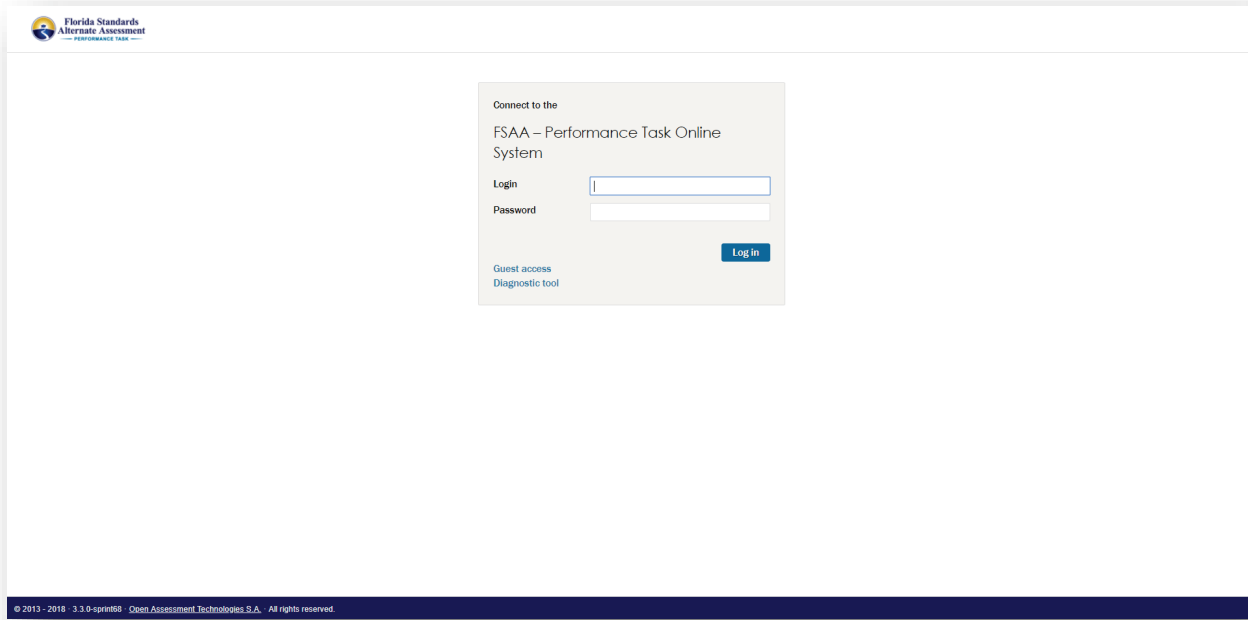 Florida Standards
Alternate Assessment
PERFORMANCE TASK
Connect to the
FSAA – Performance Task Online
System
Login
Password
Log in
Guest access
Diagnostic tool
© 2013 - 2018 · 3.3.0-sprint68 · Open Assessment Technologies S.A. · All rights reserved.